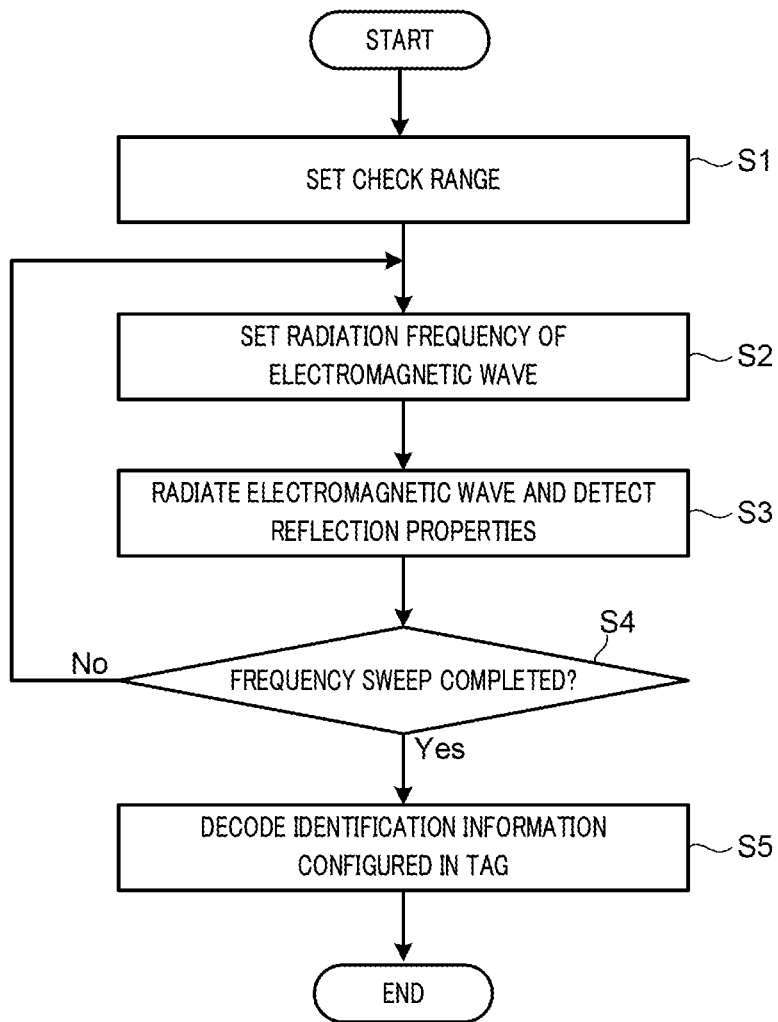 START
SET CHECK RANGE
S1
SET RADIATION FREQUENCY OF
ELECTROMAGNETIC WAVE
S2
RADIATE ELECTROMAGNETIC WAVE AND DETECT
REFLECTION PROPERTIES
S3
S4
No
FREQUENCY SWEEP COMPLETED?
Yes
DECODE IDENTIFICATION INFORMATION
CONFIGURED IN TAG
S5
END